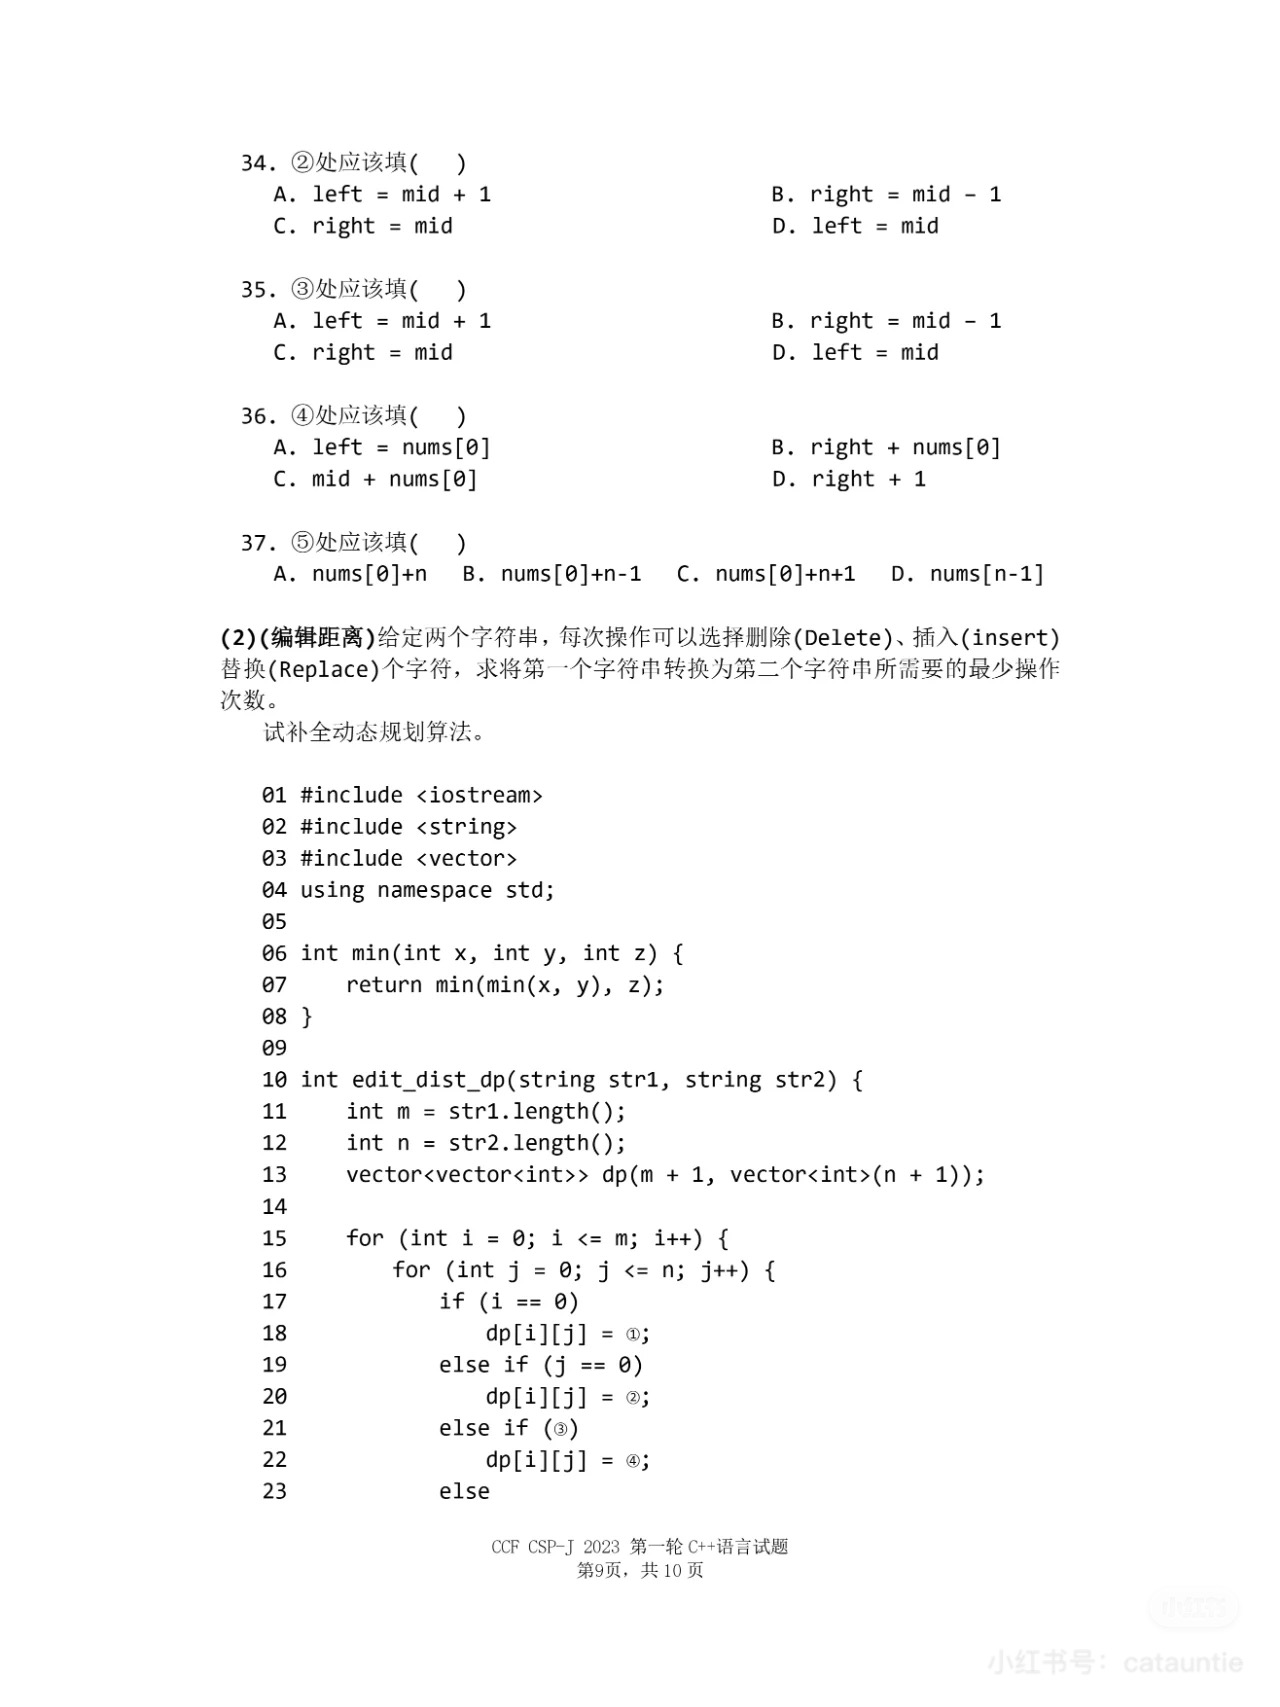 34. ②处应该填(   )
A. left = mid + 1    B. right = mid – 1
C. right = mid    D. left = mid
35. ③处应该填(   )
A. left = mid + 1    B. right = mid – 1
C. right = mid    D. left = mid
36. ④处应该填(   )
A. left = nums[0]    B. right + nums[0]
C. mid + nums[0]    D. right + 1
37. ⑤处应该填(   )
A. nums[0]+n  B. nums[0]+n-1  C. nums[0]+n+1  D. nums[n-1]
(2)(编辑距离)给定两个字符串，每次操作可以选择删除(Delete)、插入(insert)
替换(Replace)个字符，求将第一个字符串转换为第二个字符串所需要的最少操作
次数。
试补全动态规划算法。
01 #include <iostream>
02 #include <string>
03 #include <vector>
04 using namespace std;
05
06 int min(int x, int y, int z) {
07     return min(min(x, y), z);
08 }
09
10 int edit_dist_dp(string str1, string str2) {
11     int m = str1.length();
12     int n = str2.length();
13     vector<vector<int>> dp(m + 1, vector<int>(n + 1));
14
15     for (int i = 0; i <= m; i++) {
16         for (int j = 0; j <= n; j++) {
17             if (i == 0)
18                 dp[i][j] = ①;
19             else if (j == 0)
20                 dp[i][j] = ②;
21             else if (③)
22                 dp[i][j] = ④;
23             else
CCF CSP-J 2023 第一轮 C++语言试题
第9页，共 10 页
小红书
小红书号：catauntie